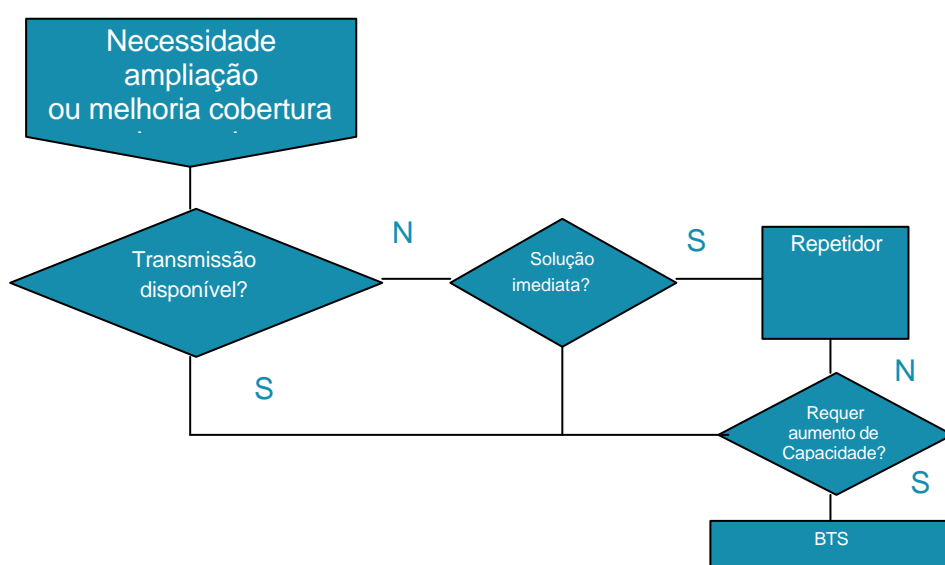 Necessidade
ampliação
ou melhoria cobertura
N
S
Transmissão
disponível?
Solução
imediata?
Repetidor
S
N
Requer
aumento de
Capacidade?
S
BTS